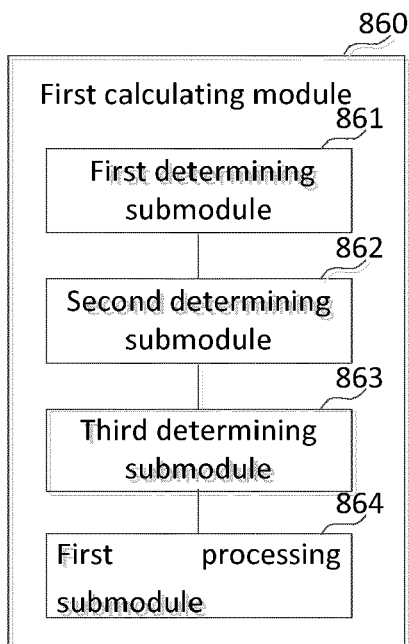 860
First calculating module
861
First determining
submodule
862
Second determining
submodule
863
Third determining
submodule
864
First processing
submodule